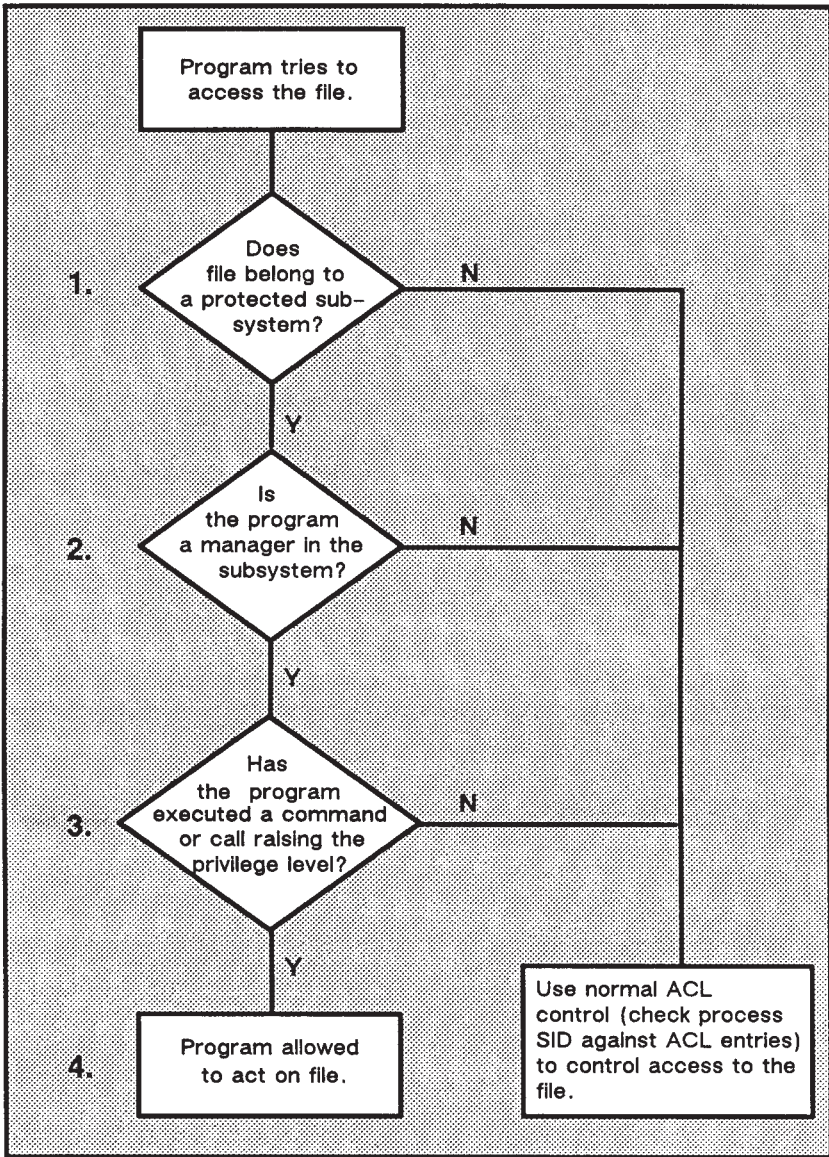 Program tries to
access the file.
1.
Does
file belong to
a protected sub-
system?
N
Y
2.
Is
the program
a manager in the
subsystem?
N
Y
3.
Has
the program
executed a command
or call raising the
privilege level?
N
Y
4.
Program allowed
to act on file.
Use normal ACL
control (check process
SID against ACL entries)
to control access to the
file.